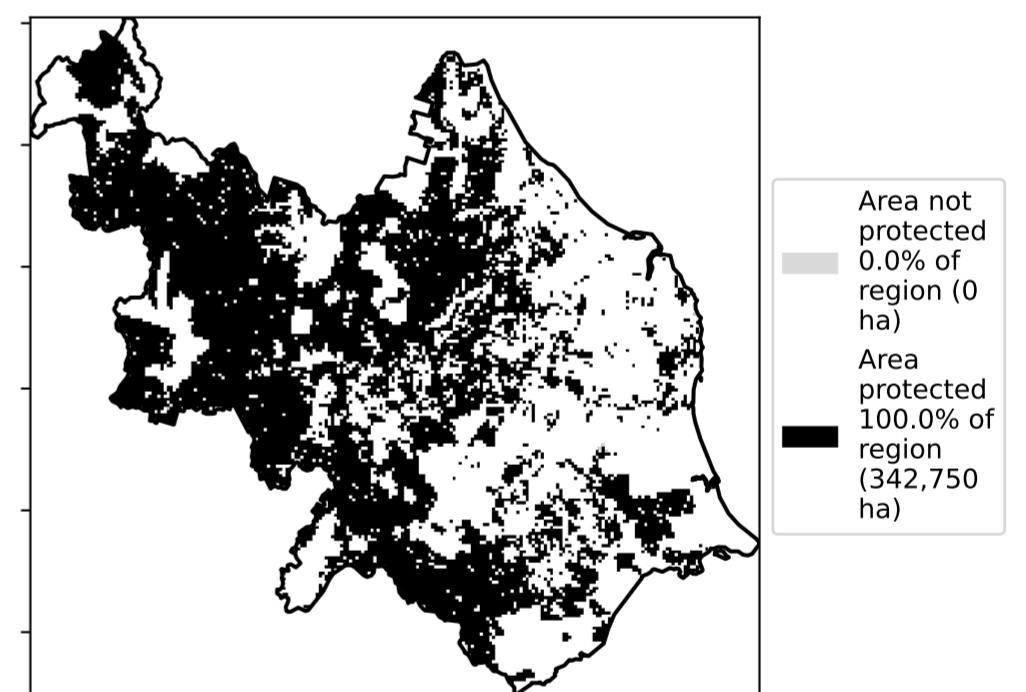 Area not
protected
0.0% of
region (0
ha)
Area
protected
100.0% of
region
(342,750
ha)